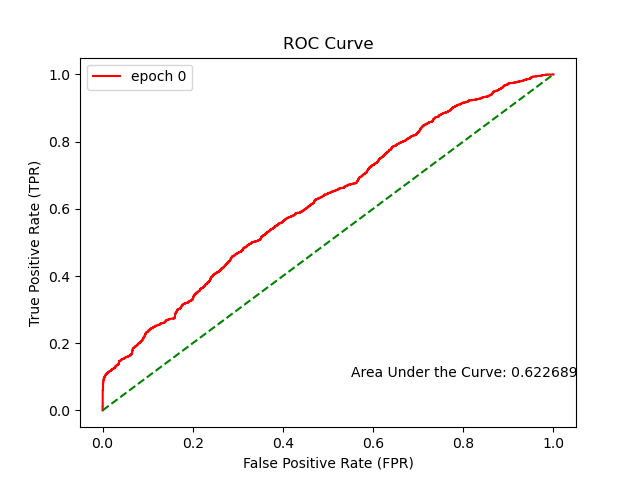 ROC Curve
epoch 0
1.0
0.8
0.6
0.4
0.2
0.0
True Positive Rate (TPR)
Area Under the Curve: 0.622689
0.0 0.2 0.4 0.6 0.8 1.0
False Positive Rate (FPR)